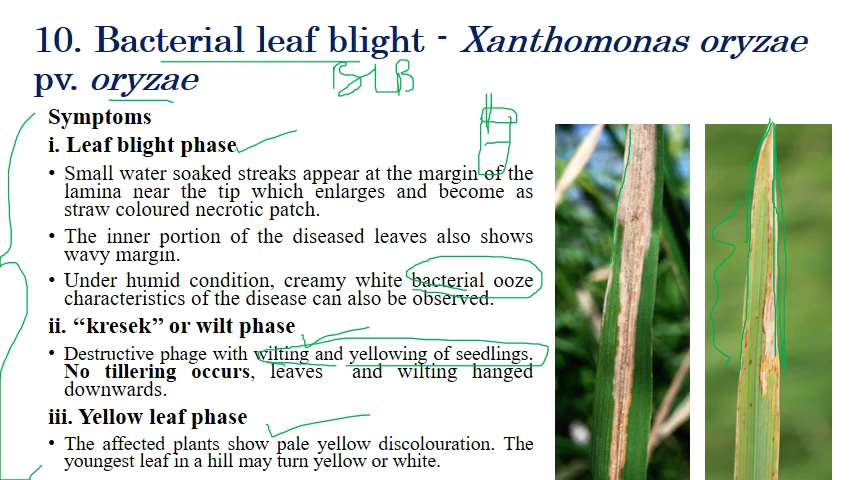 10. Bacterial leaf blight - Xanthomonas oryzae
pv. oryzae
BLB
Symptoms
i. Leaf blight phase
• Small water soaked streaks appear at the margin of the
lamina near the tip which enlarges and become as
straw coloured necrotic patch.
• The inner portion of the diseased leaves also shows
wavy margin.
• Under humid condition, creamy white bacterial ooze
characteristics of the disease can also be observed.
ii. “kresek” or wilt phase
• Destructive phage with wilting and yellowing of seedlings.
No tillering occurs, leaves and wilting hanged
downwards.
iii. Yellow leaf phase
• The affected plants show pale yellow discolouration. The
youngest leaf in a hill may turn yellow or white.